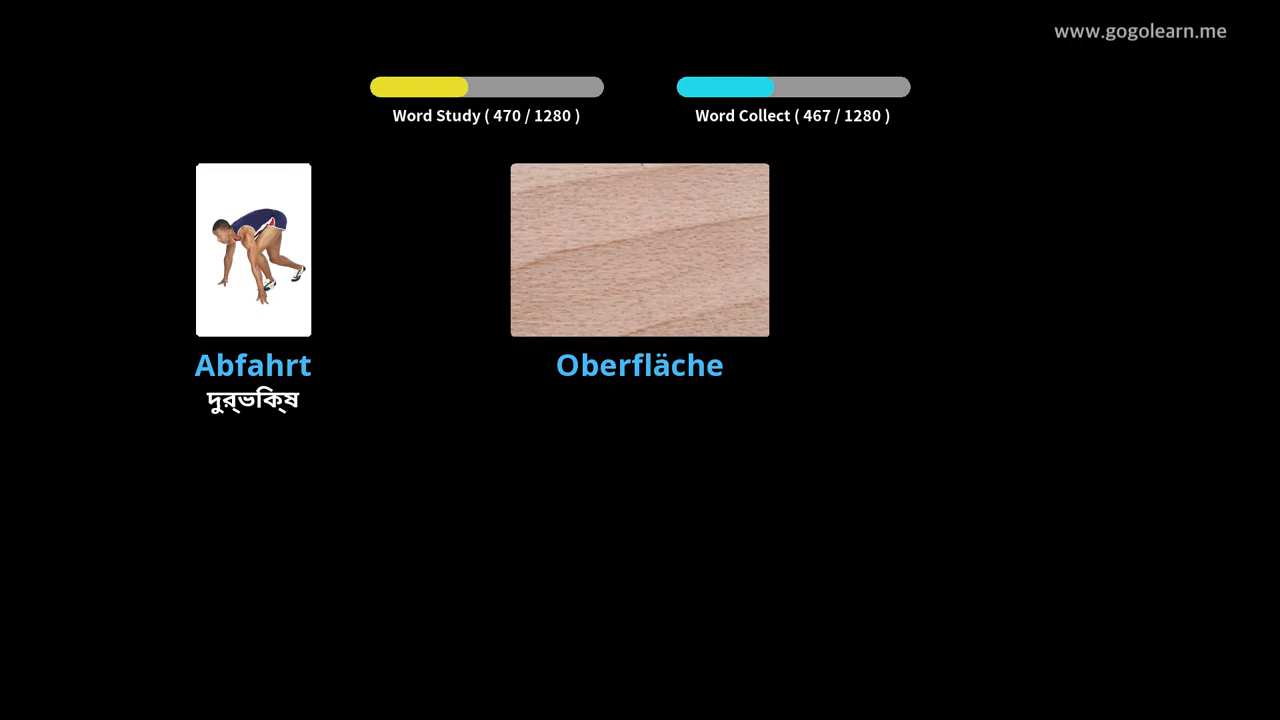 www.gogolearn.me
Word Study ( 470 / 1280 )
Word Collect ( 467 / 1280 )
Abfahrt
Oberfläche
দুর্ভিক্ষ